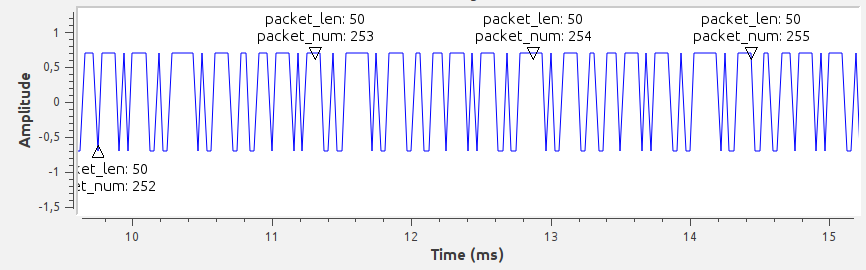 packet_len: 50
packet_num: 253
packet_len: 50
packet_num: 254
packet_len: 50
packet_num: 255
1
0,5
0
-0,5
-1
-1,5
Amplitude
ket_len: 50
et_num: 252
10
11
12
13
14
15
Time (ms)